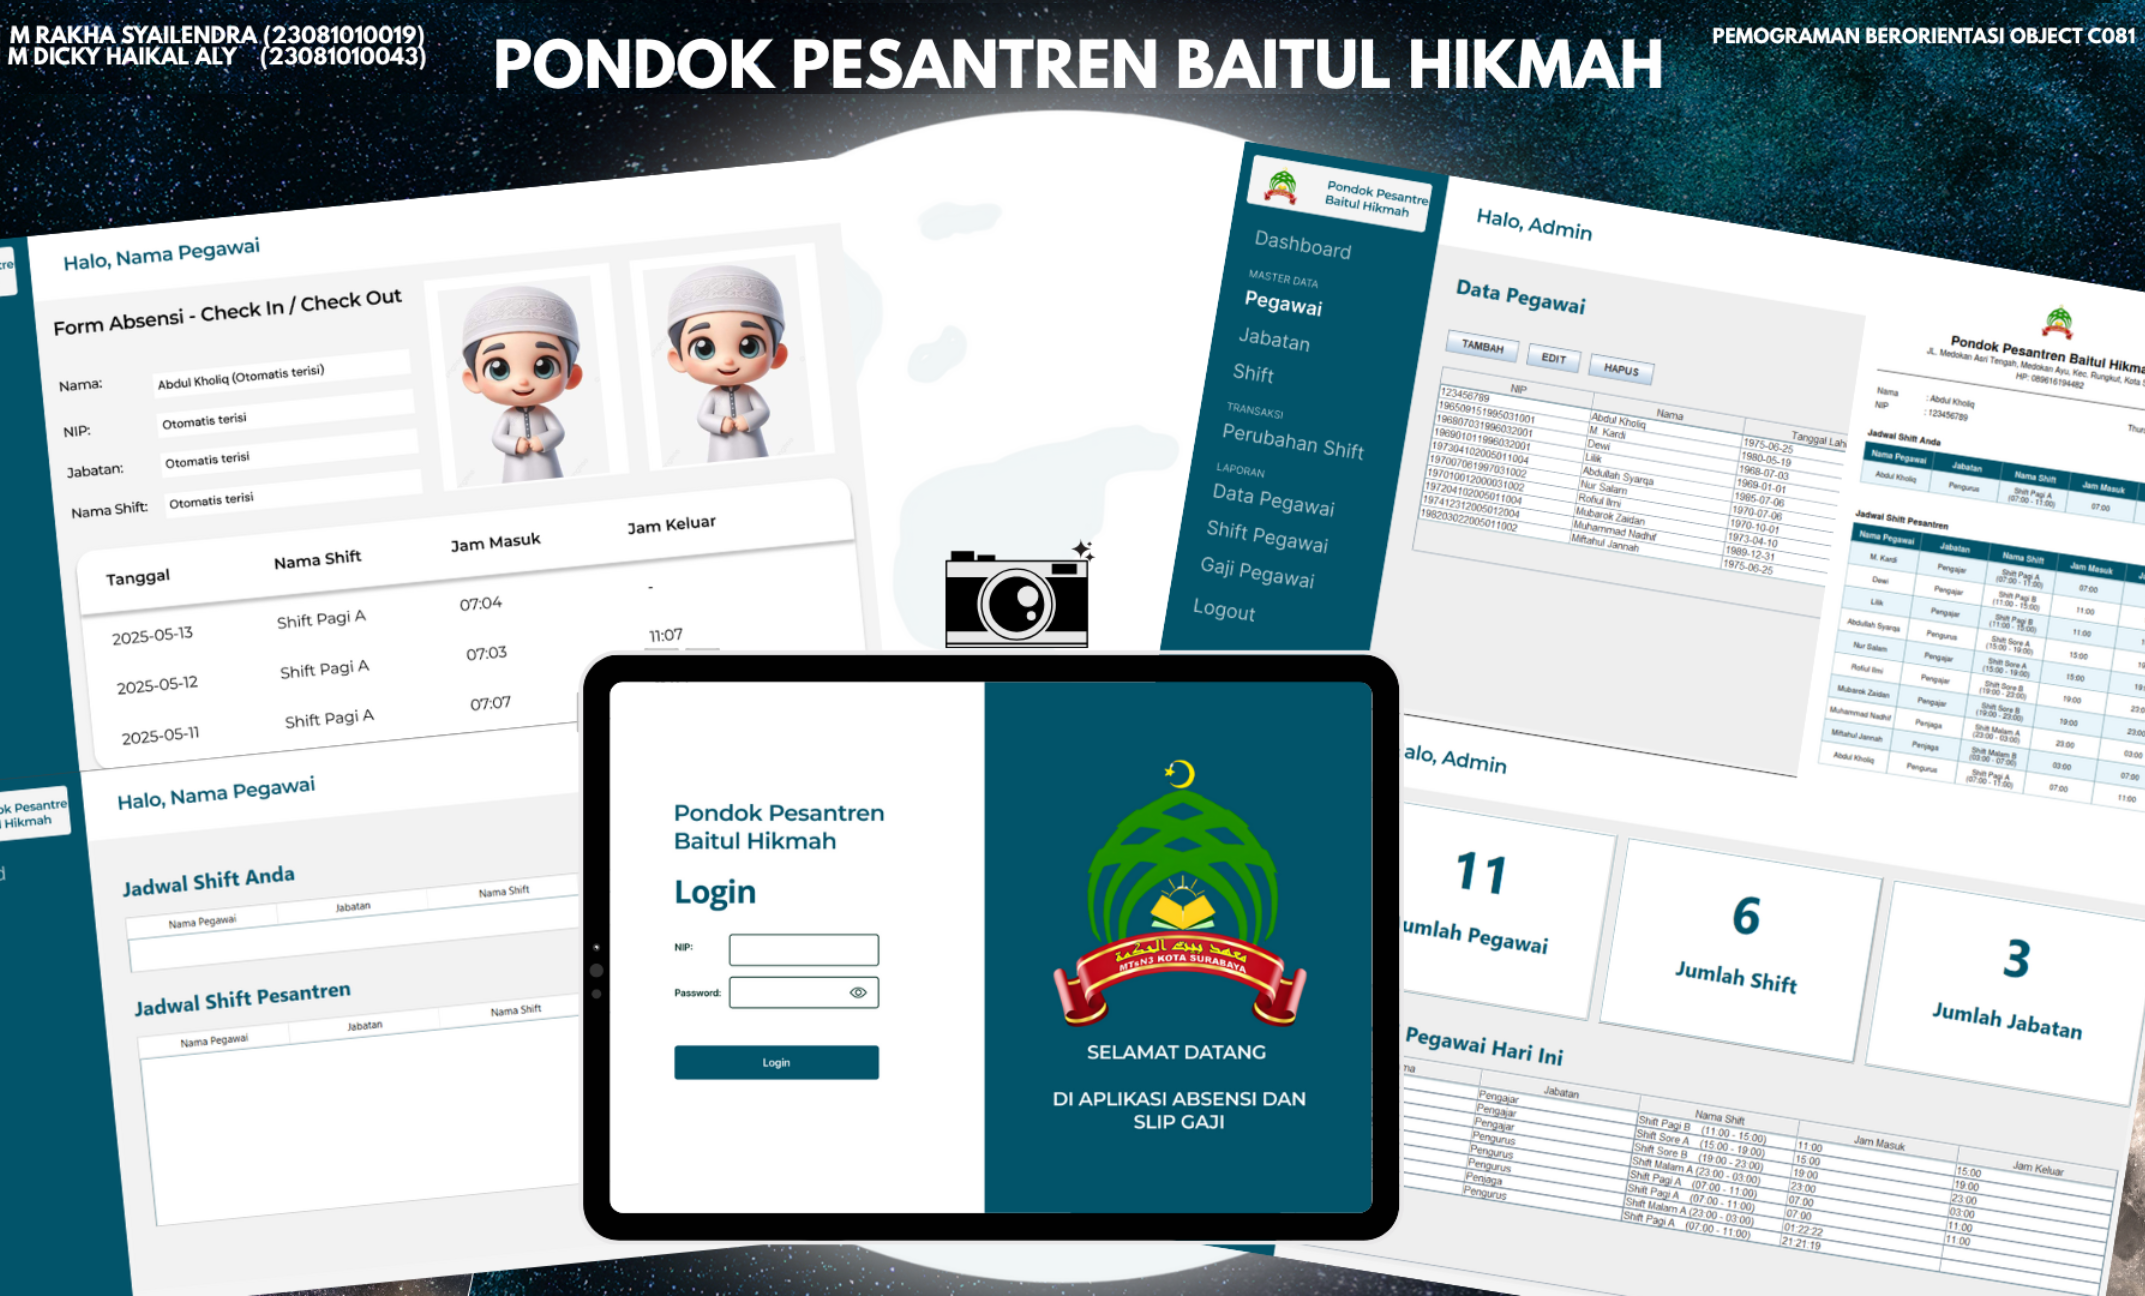 M RAKHA SYAILENDRA (23081010019)
M DICKY HAIKAL ALY (23081010043)
PONDOK PESANTREN BAITUL HIKMAH
PEMOGRAMAN BERORIENTASI OBJECT C081
Halo, Nama Pegawai
Form Absensi - Check In / Check Out
Nama: Abdul Kholiq (Otomatis terisi)
NIP: Otomatis terisi
Jabatan: Otomatis terisi
Nama Shift: Otomatis terisi
Tanggal Nama Shift Jam Masuk Jam Keluar
2025-05-13 Shift Pagi A 07:04 -
2025-05-12 Shift Pagi A 07:03 11:07
2025-05-11 Shift Pagi A 07:07
ok Pesantre
Hikmah
Halo, Nama Pegawai
Jadwal Shift Anda
Nama Pegawai Jabatan Nama Shift
Jadwal Shift Pesantren
Nama Pegawai Jabatan Nama Shift
Pondok Pesantren
Baitul Hikmah
Login
NIP:
Password:
Login
معهد بيت الحكمة
MTsN3 KOTA SURABAYA
SELAMAT DATANG
DI APLIKASI ABSENSI DAN
SLIP GAJI
Pondok Pesantre
Baitul Hikmah
Dashboard
MASTER DATA
Pegawai
Jabatan
Shift
TRANSAKSI
Perubahan Shift
LAPORAN
Data Pegawai
Shift Pegawai
Gaji Pegawai
Logout
Halo, Admin
Data Pegawai
TAMBAH EDIT HAPUS
NIP Nama Tanggal Lah
123456789 Abdul Kholiq 1975-06-25
196509151995031001 M. Kardi 1980-05-19
196807031996032001 Dewi 1968-07-03
196901011996032001 Lilik 1969-01-01
197304102005011004 Abdullah Syarqa 1985-07-06
197007061997031002 Nur Salam 1970-07-06
197010012000031002 Rofiul Ilmi 1970-10-01
197204102005011004 Mubarok Zaidan 1973-04-10
197412312005012004 Muhammad Nadhif 1989-12-31
198203022005011002 Miftahul Jannah 1975-06-25
Pondok Pesantren Baitul Hikma
JL. Medokan Asri Tengah, Medokan Ayu, Kec. Rungkut, Kota S
HP: 089616194482
Nama : Abdul Kholiq
NIP : 123456789
Thurs
Jadwal Shift Anda
Nama Pegawai Jabatan Nama Shift Jam Masuk
Abdul Kholiq Pengurus Shift Pagi A (07:00 - 11:00) 07:00
Jadwal Shift Pesantren
Nama Pegawai Jabatan Nama Shift Jam Masuk
M. Kardi Pengajar Shift Pagi A (07:00 - 11:00) 07:00
Dewi Pengajar Shift Pagi B (11:00 - 15:00) 11:00
Lilik Pengajar Shift Pagi B (11:00 - 15:00) 11:00
Abdullah Syarqa Pengurus Shift Sore A (15:00 - 19:00) 15:00
Nur Salam Pengajar Shift Sore A (15:00 - 19:00) 15:00
Rofiul Ilmi Pengajar Shift Sore B (19:00 - 23:00) 19:00
Mubarok Zaidan Pengajar Shift Sore B (19:00 - 23:00) 19:00
Muhammad Nadhif Penjaga Shift Malam A (23:00 - 03:00) 23:00 03:00
Miftahul Jannah Penjaga Shift Malam B (03:00 - 07:00) 03:00 07:00
Abdul Kholiq Pengurus Shift Pagi A (07:00 - 11:00) 07:00 11:00
alo, Admin
11
umlah Pegawai
6
Jumlah Shift
3
Jumlah Jabatan
Pegawai Hari Ini
ma Jabatan Nama Shift Jam Masuk Jam Keluar
Pengajar Shift Pagi B (11:00 - 15:00) 11:00 15:00
Pengajar Shift Sore A (15:00 - 19:00) 15:00 19:00
Pengajar Shift Sore B (19:00 - 23:00) 19:00 23:00
Pengurus Shift Malam A (23:00 - 03:00) 23:00 03:00
Pengurus Shift Pagi A (07:00 - 11:00) 07:00 11:00
Pengurus Shift Pagi A (07:00 - 11:00) 07:00 11:00
Penjaga Shift Malam A (23:00 - 03:00) 01:22:22
Pengurus Shift Pagi A (07:00 - 11:00) 21:21:19